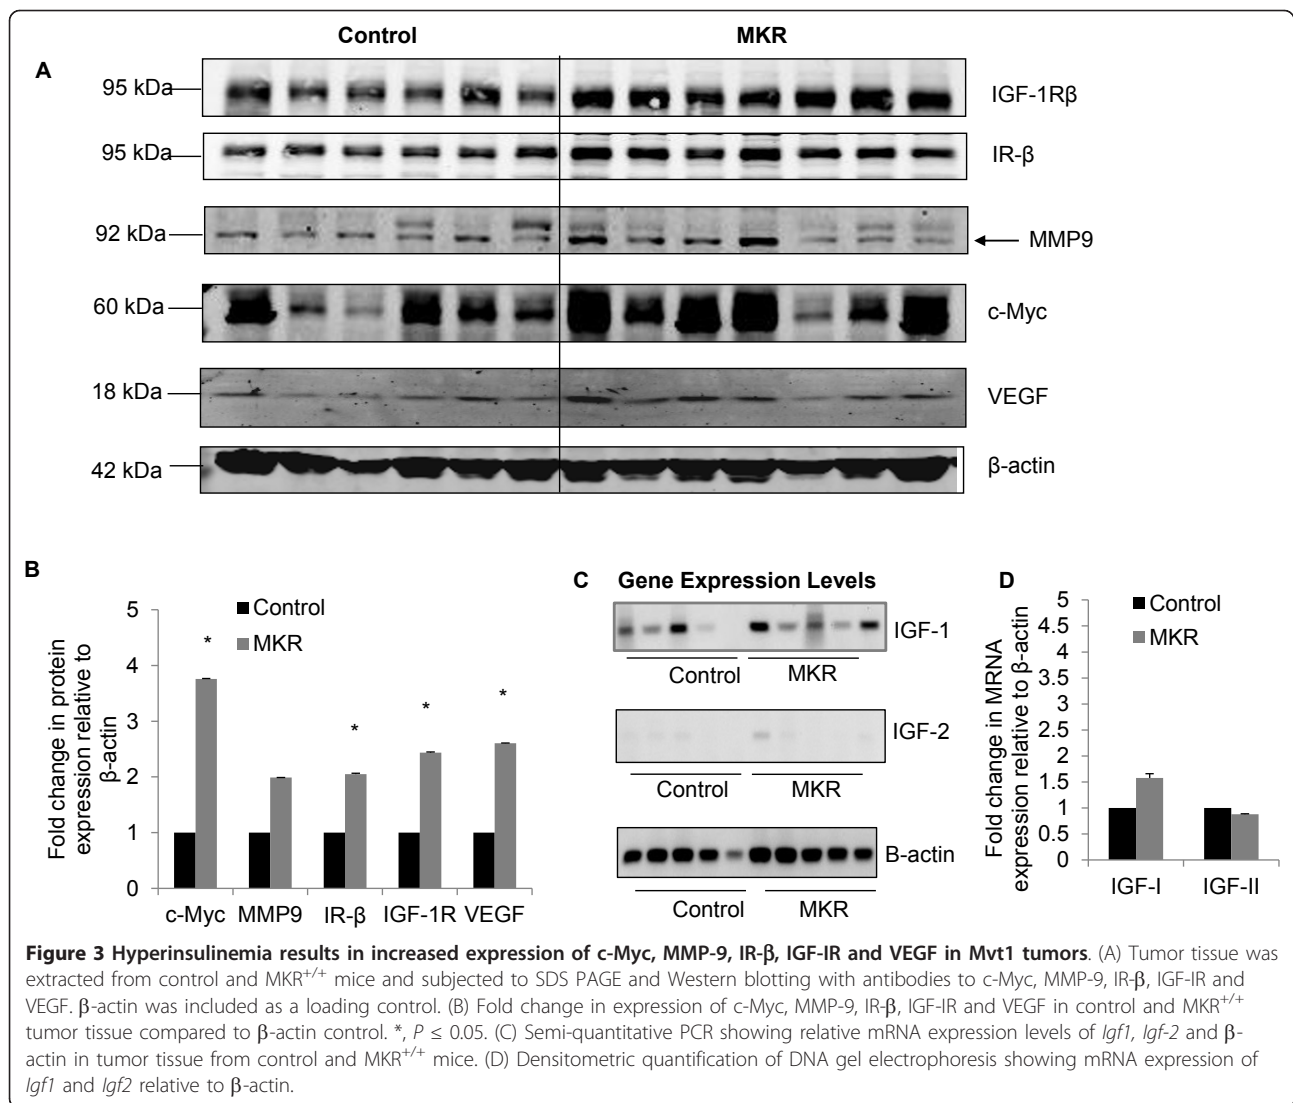 Control MKR
A
95 kDa IGF-1Rβ
95 kDa IR-β
92 kDa MMP9
60 kDa c-Myc
18 kDa VEGF
42 kDa β-actin
B
Fold change in protein
expression relative to
β-actin
5
4
3
2
1
0
Control
MKR
*
*
*
*
c-Myc MMP9 IR-β IGF-1R VEGF
C Gene Expression Levels
IGF-1
Control MKR
IGF-2
Control MKR
B-actin
Control MKR
D
Fold change in MRNA
expression relative to β-actin
5
4.5
4
3.5
3
2.5
2
1.5
1
0.5
0
Control
MKR
IGF-I IGF-II
Figure 3 Hyperinsulinemia results in increased expression of c-Myc, MMP-9, IR-β, IGF-IR and VEGF in Mvt1 tumors. (A) Tumor tissue was
extracted from control and MKR+/+ mice and subjected to SDS PAGE and Western blotting with antibodies to c-Myc, MMP-9, IR-β, IGF-IR and
VEGF. β-actin was included as a loading control. (B) Fold change in expression of c-Myc, MMP-9, IR-β, IGF-IR and VEGF in control and MKR+/+
tumor tissue compared to β-actin control. *, P ≤ 0.05. (C) Semi-quantitative PCR showing relative mRNA expression levels of Igf1, Igf-2 and β-
actin in tumor tissue from control and MKR+/+ mice. (D) Densitometric quantification of DNA gel electrophoresis showing mRNA expression of
Igf1 and Igf2 relative to β-actin.